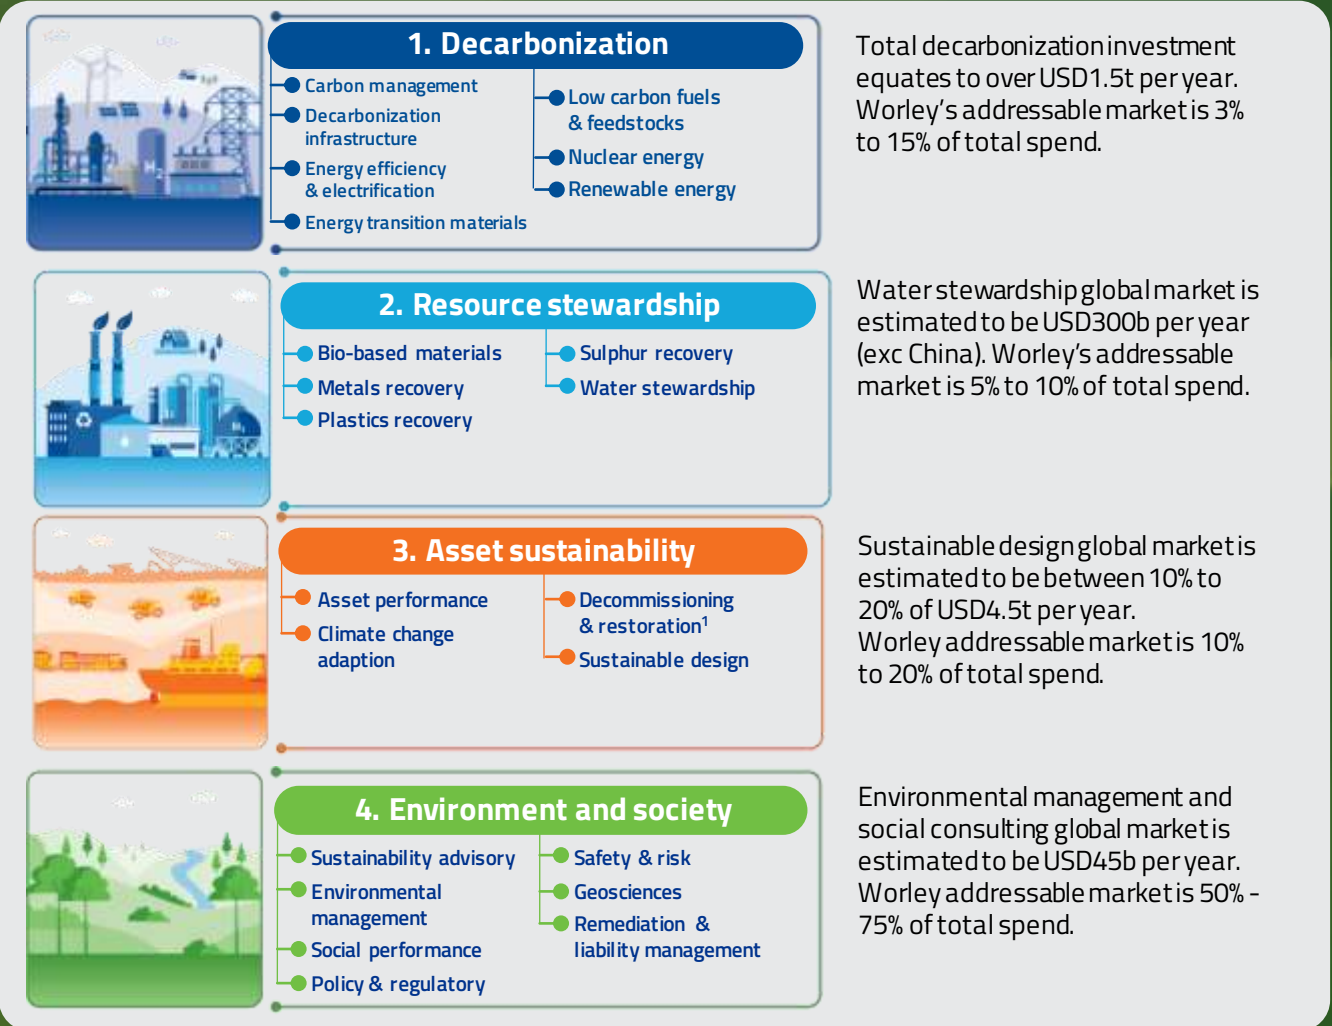 1. Decarbonization
Carbon management
Decarbonization
infrastructure
Energy efficiency
& electrification
Energy transition materials
Low carbon fuels
& feedstocks
Nuclear energy
Renewable energy
H2
Total decarbonization investment
equates to over USD1.5t per year.
Worley's addressable market is 3%
to 15% of total spend.
2. Resource stewardship
Bio-based materials
Metals recovery
Plastics recovery
Sulphur recovery
Water stewardship
Water stewardship global market is
estimated to be USD300b per year
(exc China). Worley's addressable
market is 5% to 10% of total spend.
3. Asset sustainability
Asset performance
Climate change
adaption
Decommissioning
& restoration¹
Sustainable design
Sustainable design global market is
estimated to be between 10% to
20% of USD4.5t per year.
Worley addressable market is 10%
to 20% of total spend.
4. Environment and society
Sustainability advisory
Environmental
management
Social performance
Policy & regulatory
Safety & risk
Geosciences
Remediation &
liability management
Environmental management and
social consulting global market is
estimated to be USD45b per year.
Worley addressable market is 50% -
75% of total spend.